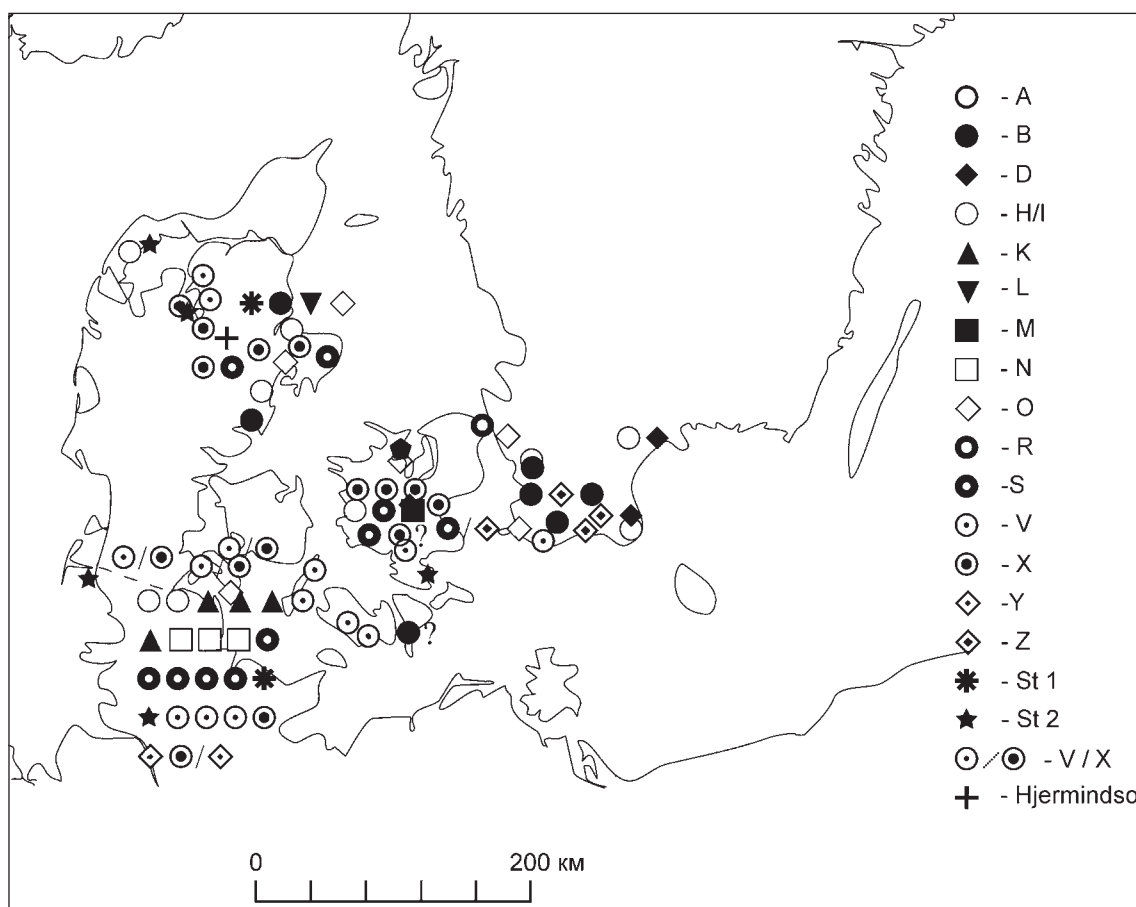 - A
- B
- D
- H/I
- K
- L
- M
- N
- O
- R
-S
- V
- X
-Y
- Z
- St 1
- St 2
- V / X
- Hjermindso
?
/
/ /
?
/
0 200 км